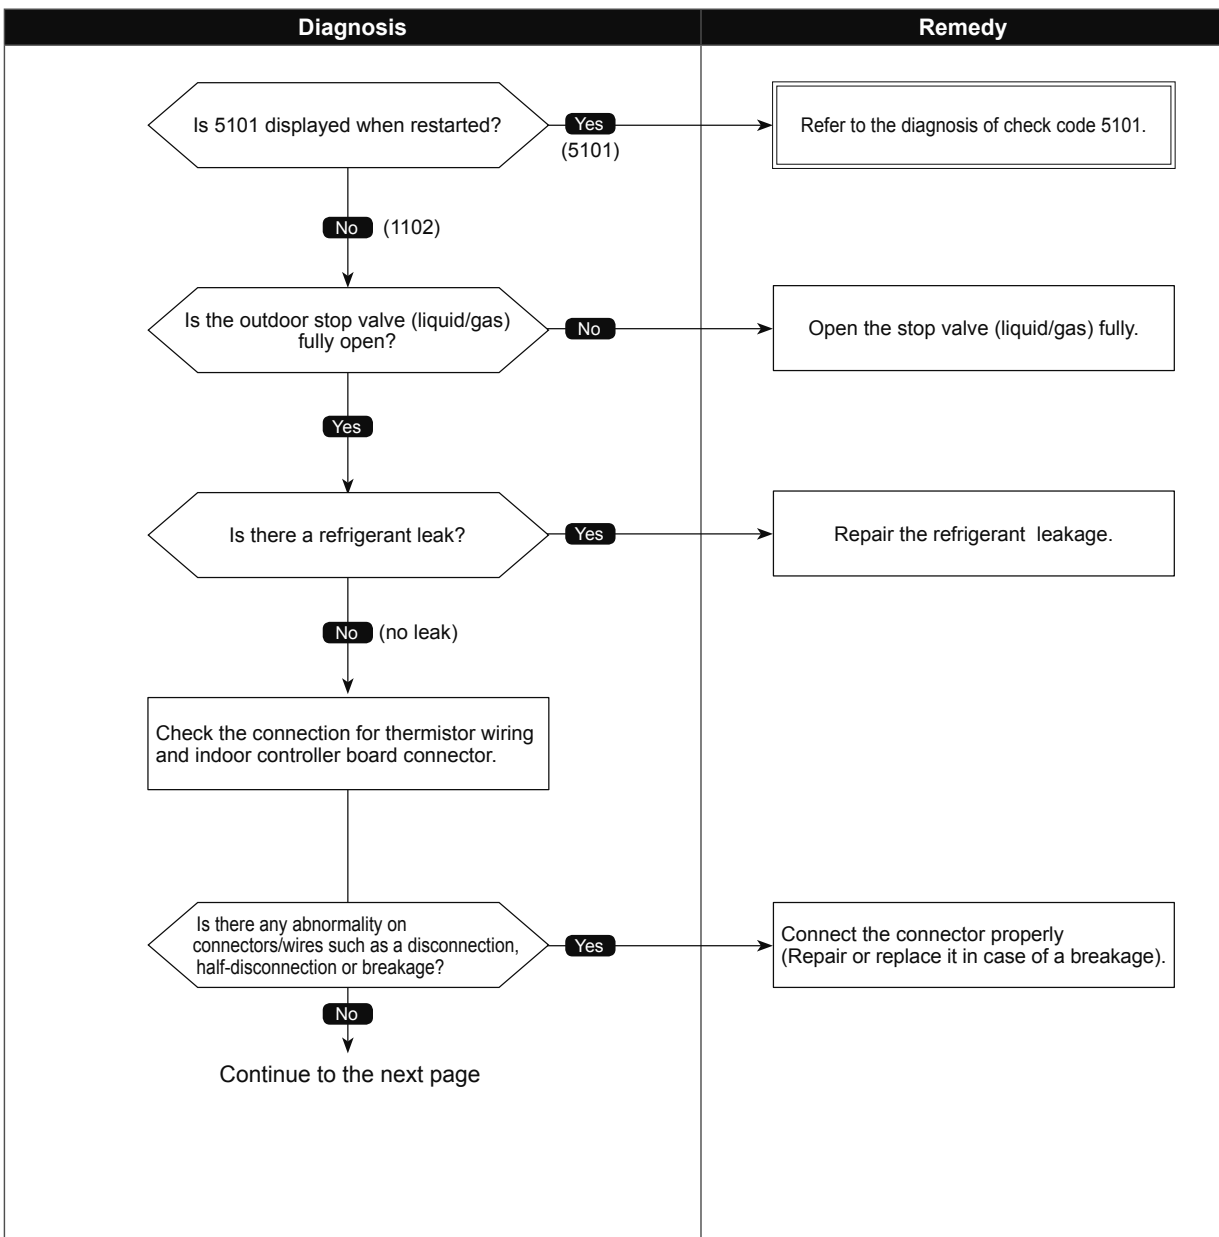 Diagnosis
Remedy
Is 5101 displayed when restarted?
Yes
(5101)
Refer to the diagnosis of check code 5101.
No (1102)
Is the outdoor stop valve (liquid/gas)
fully open?
No
Open the stop valve (liquid/gas) fully.
Yes
Is there a refrigerant leak?
Yes
Repair the refrigerant leakage.
No (no leak)
Check the connection for thermistor wiring
and indoor controller board connector.
Is there any abnormality on
connectors/wires such as a disconnection,
half-disconnection or breakage?
Yes
Connect the connector properly
(Repair or replace it in case of a breakage).
No
Continue to the next page